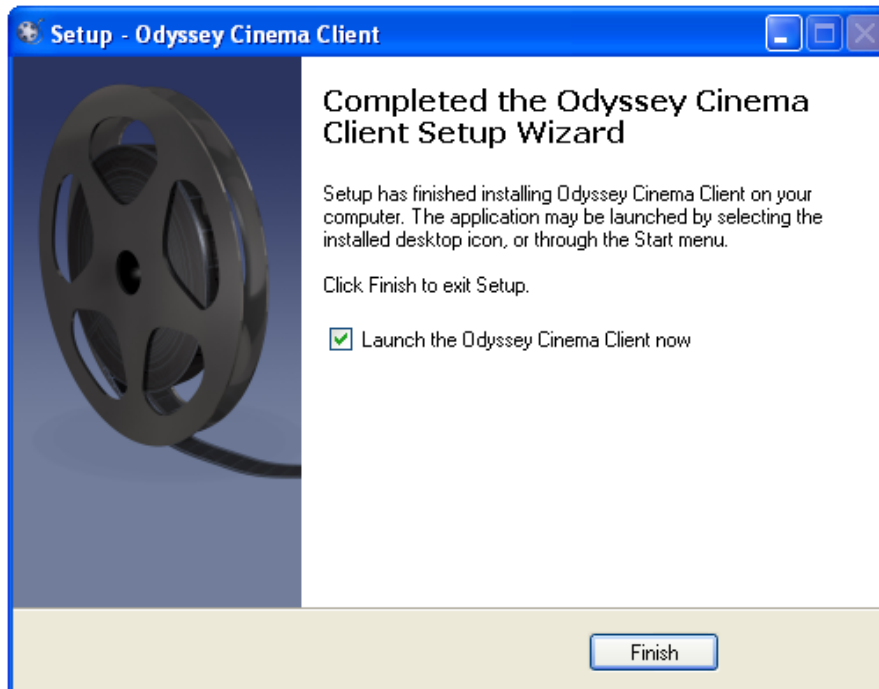 Setup - Odyssey Cinema Client
Completed the Odyssey Cinema
Client Setup Wizard
Setup has finished installing Odyssey Cinema Client on your
computer. The application may be launched by selecting the
installed desktop icon, or through the Start menu.
Click Finish to exit Setup.
Launch the Odyssey Cinema Client now
Finish